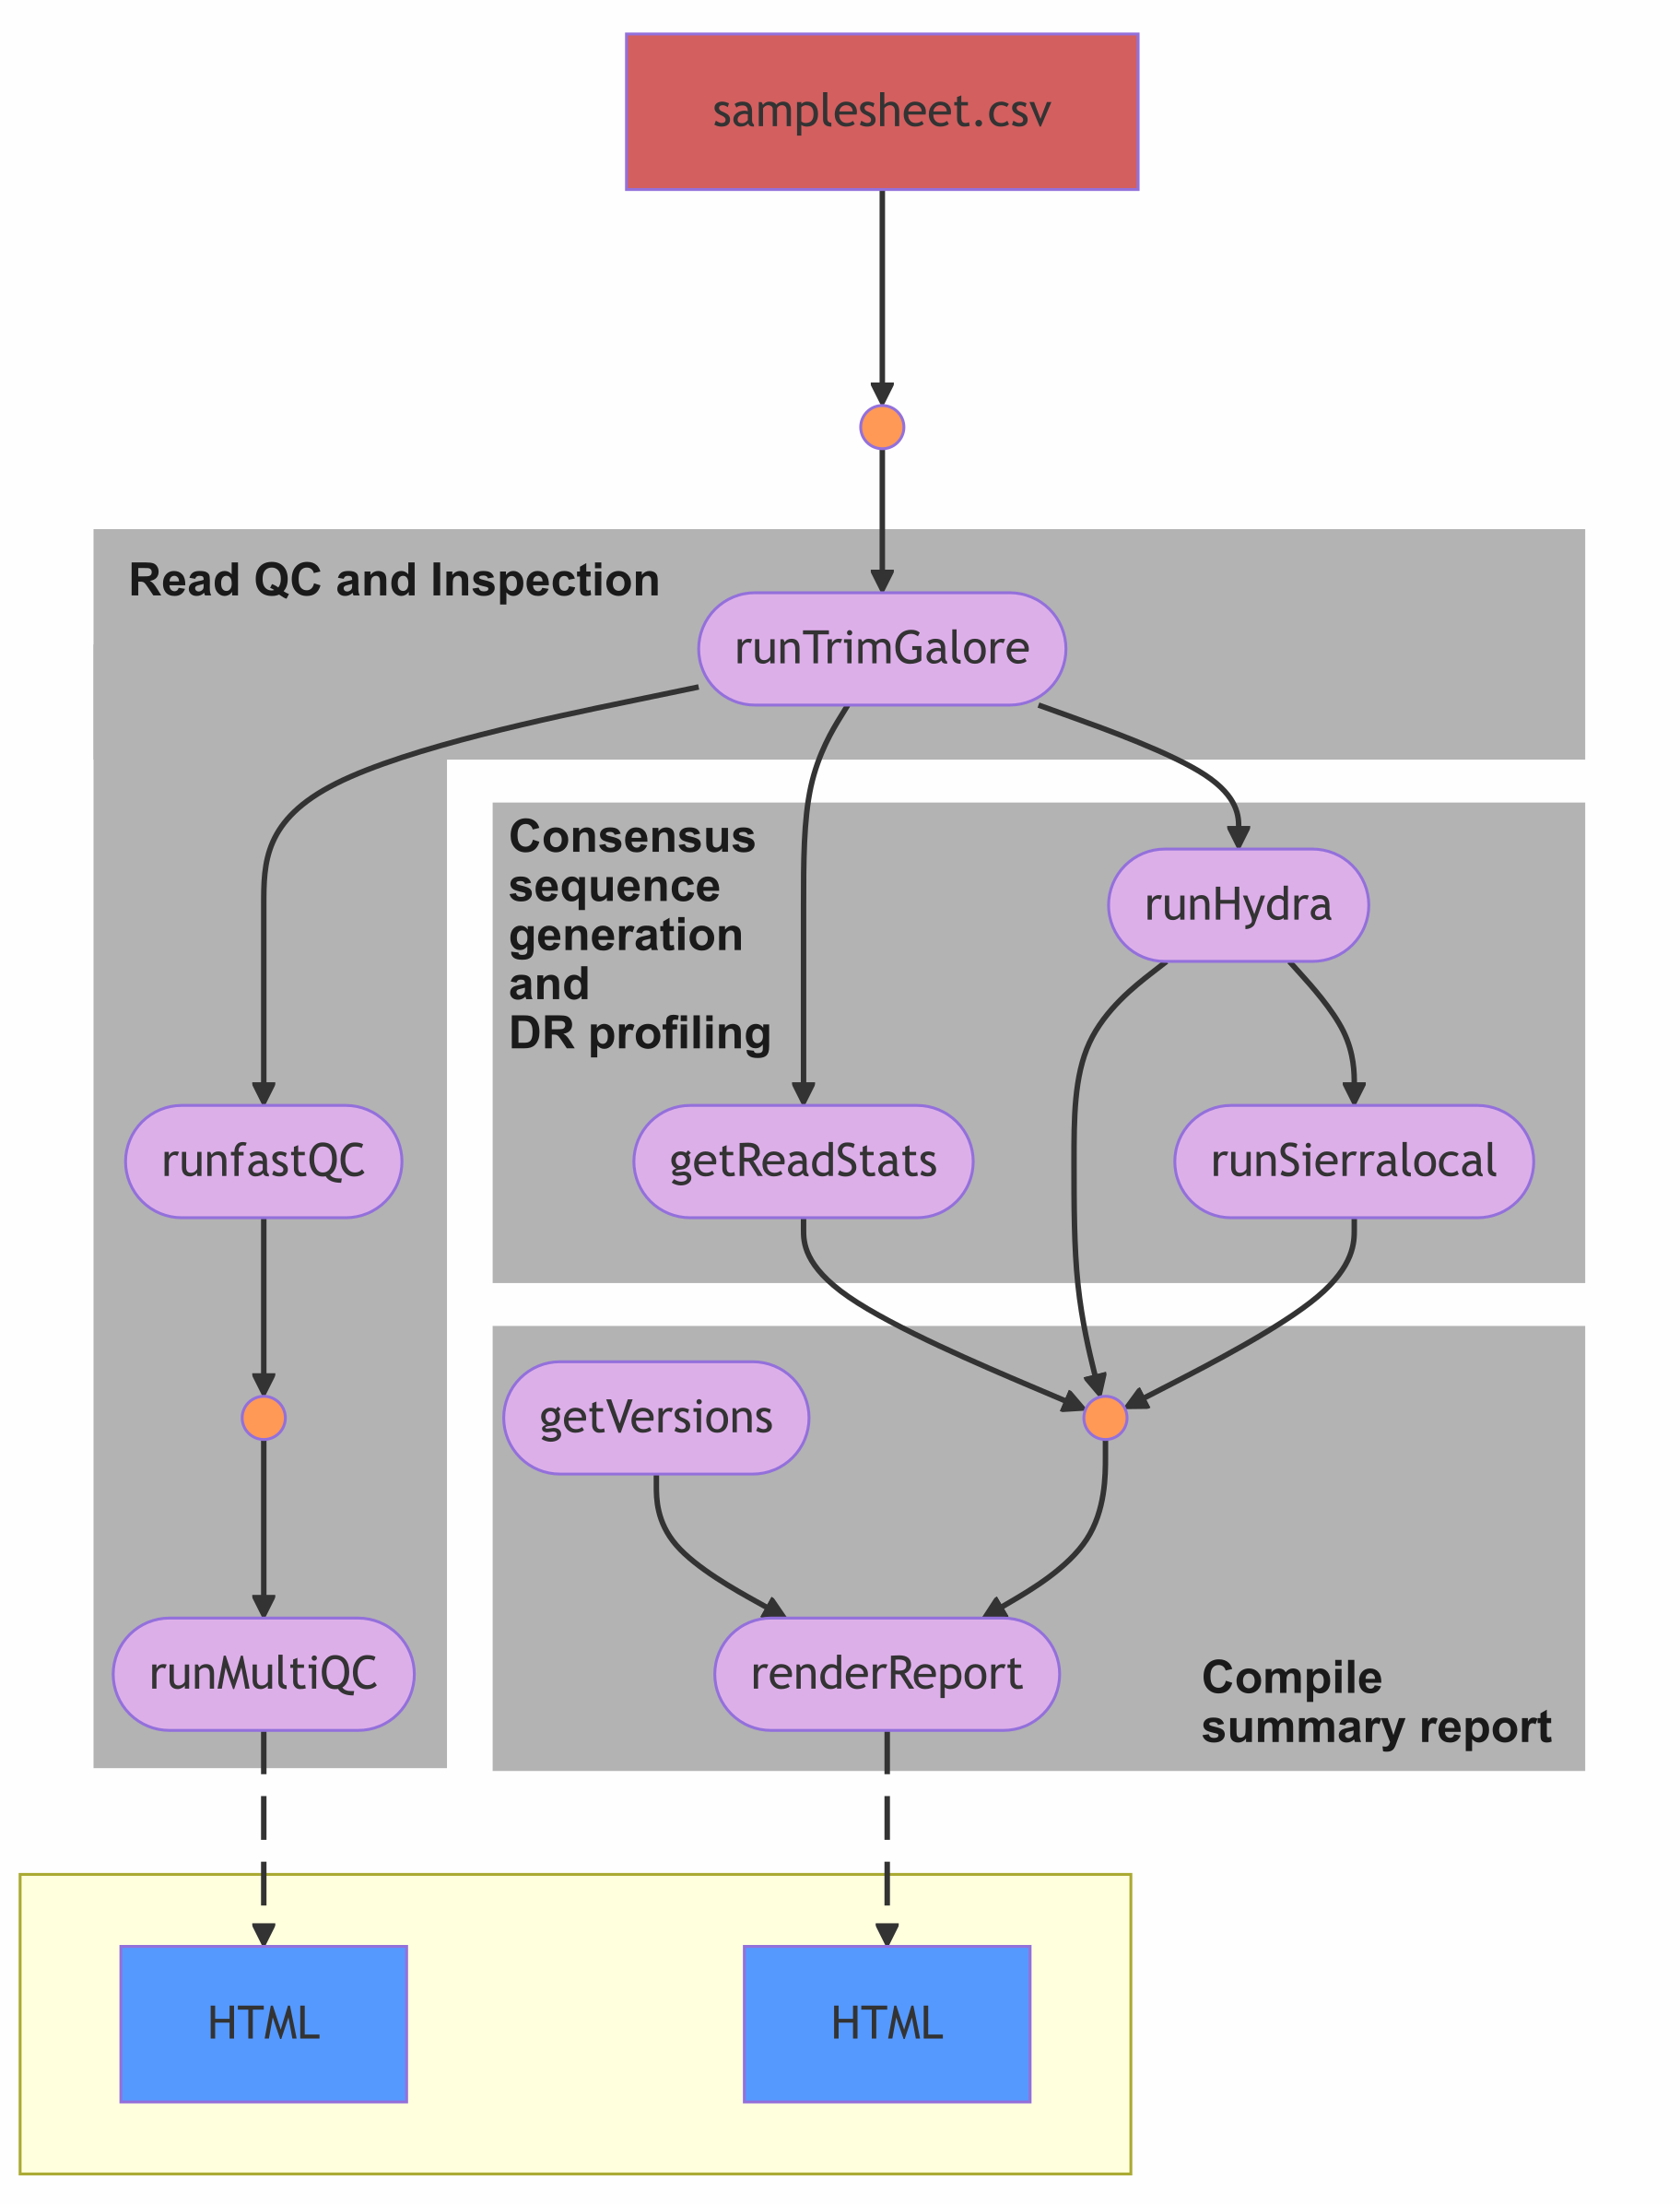 samplesheet.csv
Read QC and Inspection
runTrimGalore
Consensus
sequence
generation
and
DR profiling
runHydra
runfastQC
getReadStats
runSierralocal
getVersions
runMultiQC
renderReport
Compile
summary report
HTML
HTML